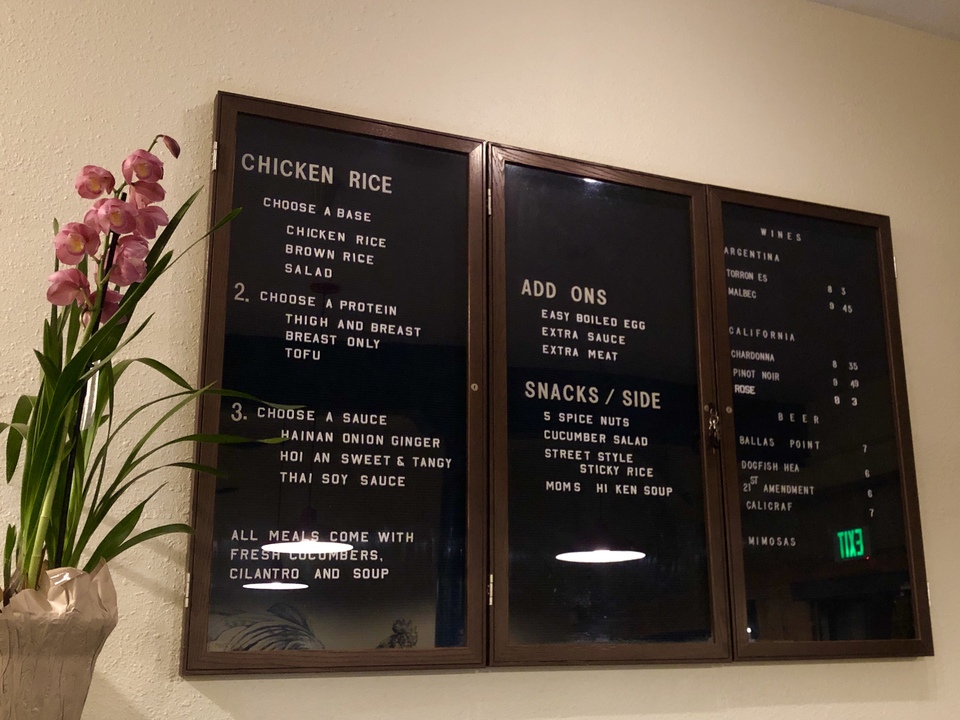 CHICKEN RICE
CHOOSE A BASE
CHICKEN RICE
BROWN RICE
SALAD
2. CHOOSE A PROTEIN
THIGH AND BREAST
BREAST ONLY
TOFU
3. CHOOSE A SAUCE
HAINAN ONION GINGER
HOI AN SWEET & TANGY
THAI SOY SAUCE
ALL MEALS COME WITH
FRESH CUCUMBERS,
CILANTRO AND SOUP
ADD ONS
EASY BOILED EGG
EXTRA SAUCE
EXTRA MEAT
SNACKS / SIDE
5 SPICE NUTS
CUCUMBER SALAD
STREET STYLE
STICKY RICE
MOMS HI KEN SOUP
WINES
ARGENTINA
TORRON ES 8 3
MALBEC 9 45
CALIFORNIA
CHARDONNA 8 35
PINOT NOIR 9 49
ROSE 8 3
BEER
BALLAS POINT 7
DOGFISH HEA 6
21ST AMENDMENT 6
CALIGRAF 7
MIMOSAS
EXIT